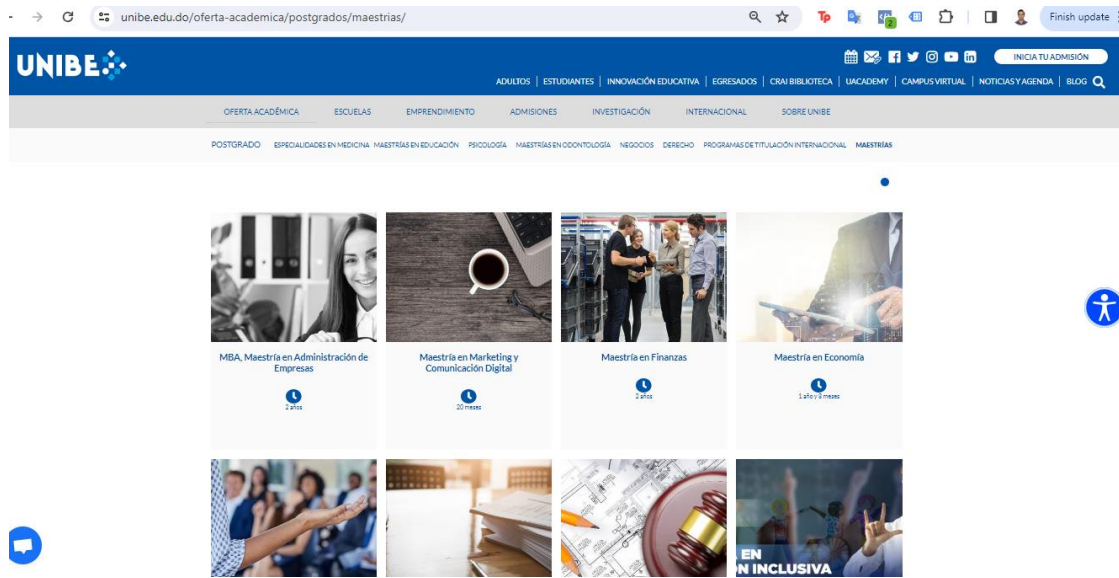 unibe.edu.do/oferta-academica/postgrados/maestrias/
Tp
2
Finish update
UNIBE
INICIA TU ADMISIÓN
ADULTOS | ESTUDIANTES | INNOVACIÓN EDUCATIVA | EGRESADOS | CRAI BIBLIOTECA | UACADEMY | CAMPUS VIRTUAL | NOTICIAS Y AGENDA | BLOG
OFERTA ACADÉMICA ESCUELAS EMPRENDIMIENTO ADMISIONES INVESTIGACIÓN INTERNACIONAL SOBRE UNIBE
POSTGRADO ESPECIALIDADES EN MEDICINA MAESTRÍAS EN EDUCACIÓN PSICOLOGÍA MAESTRÍAS EN ODONTOLOGÍA NEGOCIOS DERECHO PROGRAMAS DE TITULACIÓN INTERNACIONAL MAESTRÍAS
MBA, Maestría en Administración de
Empresas
2 años
Maestría en Marketing y
Comunicación Digital
20 meses
Maestría en Finanzas
2 años
Maestría en Economía
EN
INCLUSIVA